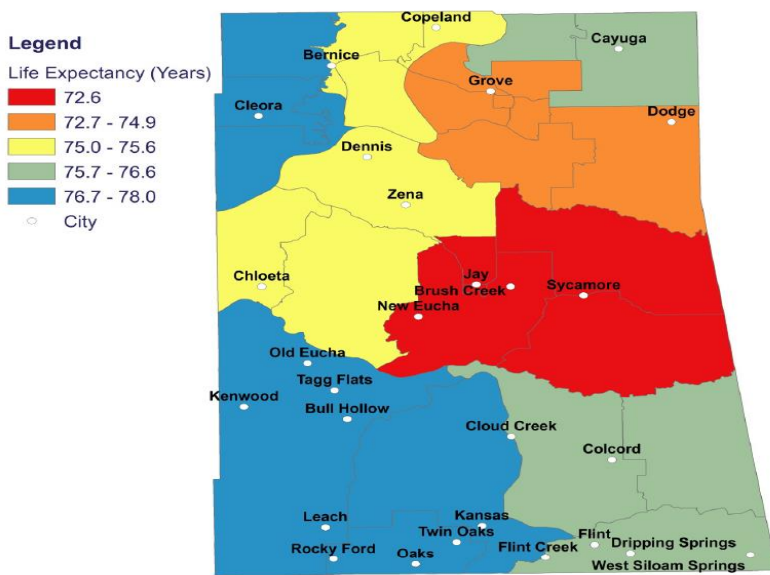 Legend
Life Expectancy (Years)
72.6
72.7 - 74.9
75.0 - 75.6
75.7 - 76.6
76.7 - 78.0
City
Copeland
Cayuga
Bernice
Grove
Cleora
Dodge
Dennis
Zena
Chloeta
Jay
Brush Creek
Sycamore
New Eucha
Old Eucha
Tagg Flats
Kenwood
Bull Hollow
Cloud Creek
Colcord
Leach
Kansas
Twin Oaks
Flint
Rocky Ford
Oaks
Flint Creek
Dripping Springs
West Siloam Springs